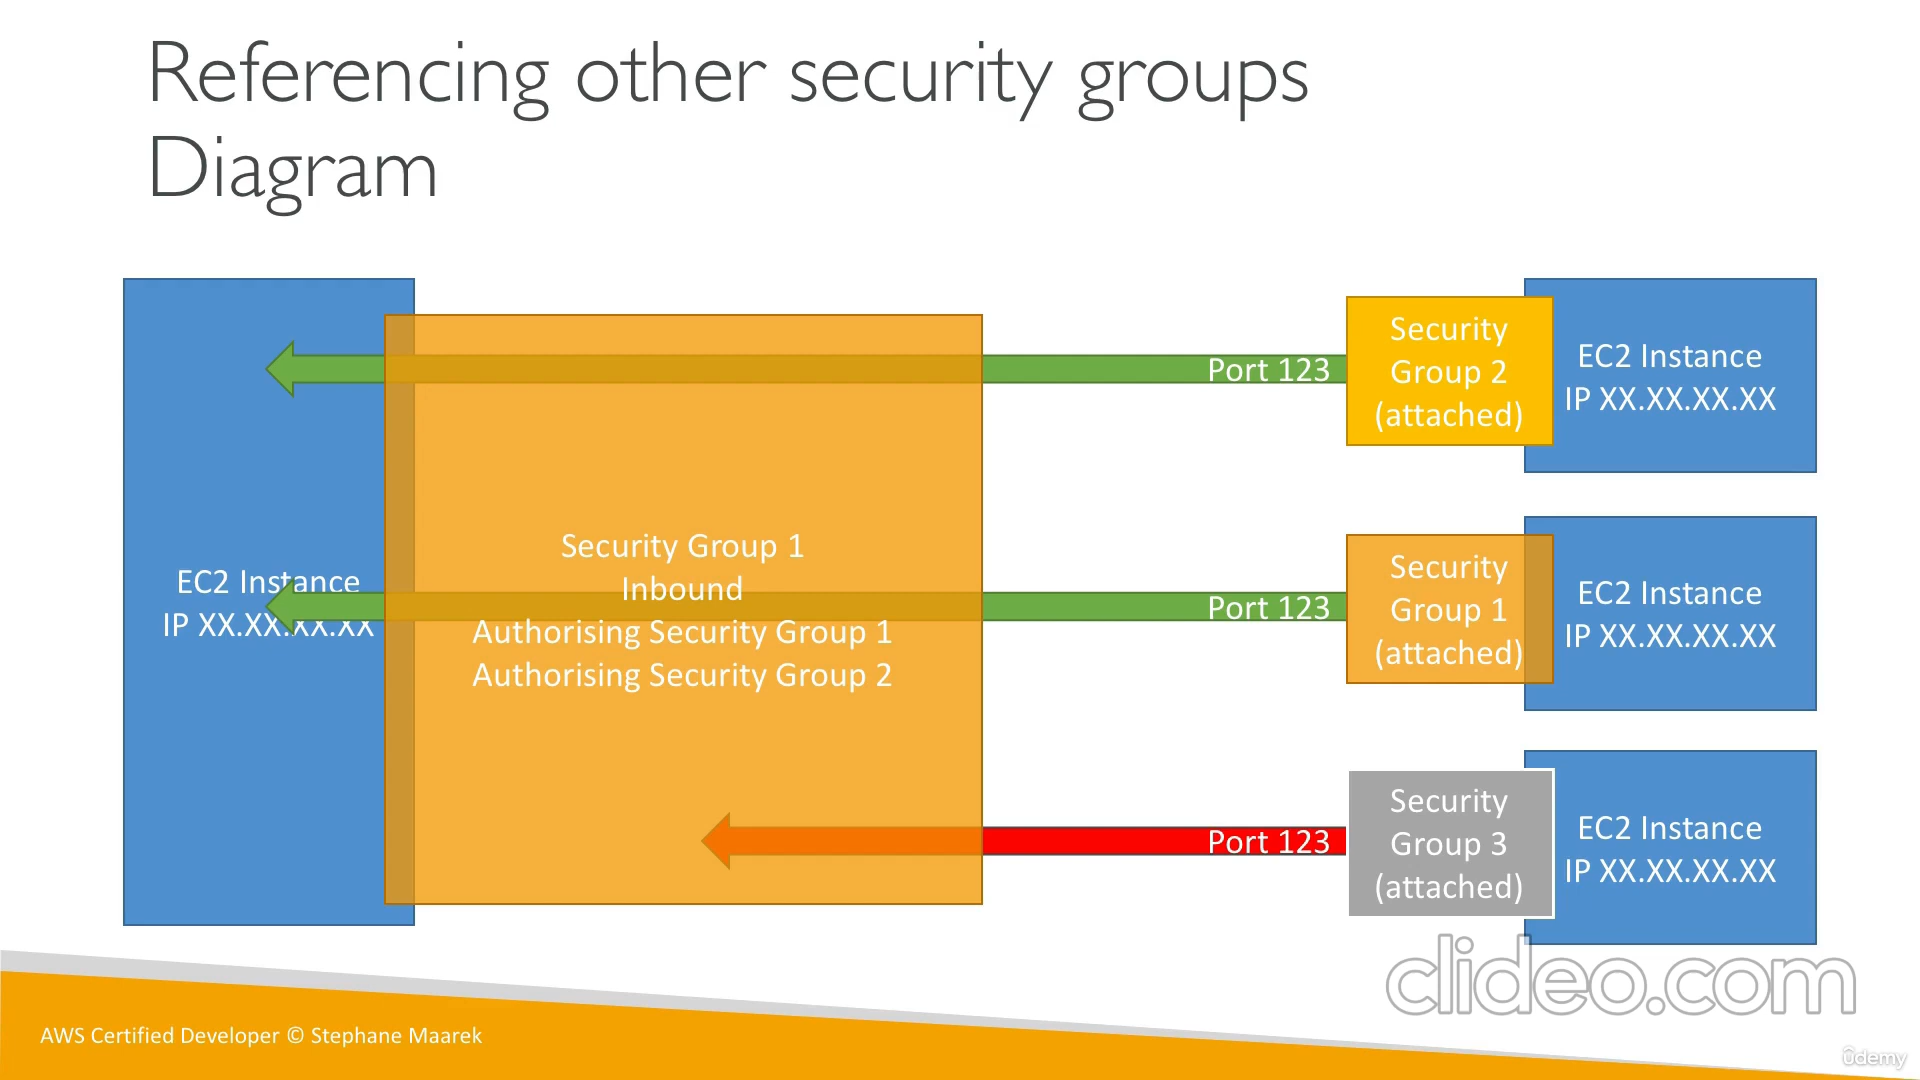 Referencing other security groups
Diagram
EC2 Instance
IP XX.XX.XX.XX
Security Group 1
Inbound
Authorising Security Group 1
Authorising Security Group 2
Port 123
Security
Group 2
(attached)
EC2 Instance
IP XX.XX.XX.XX
Port 123
Security
Group 1
(attached)
EC2 Instance
IP XX.XX.XX.XX
Port 123
Security
Group 3
(attached)
EC2 Instance
IP XX.XX.XX.XX
clideo.com
AWS Certified Developer © Stephane Maarek
ûdemy